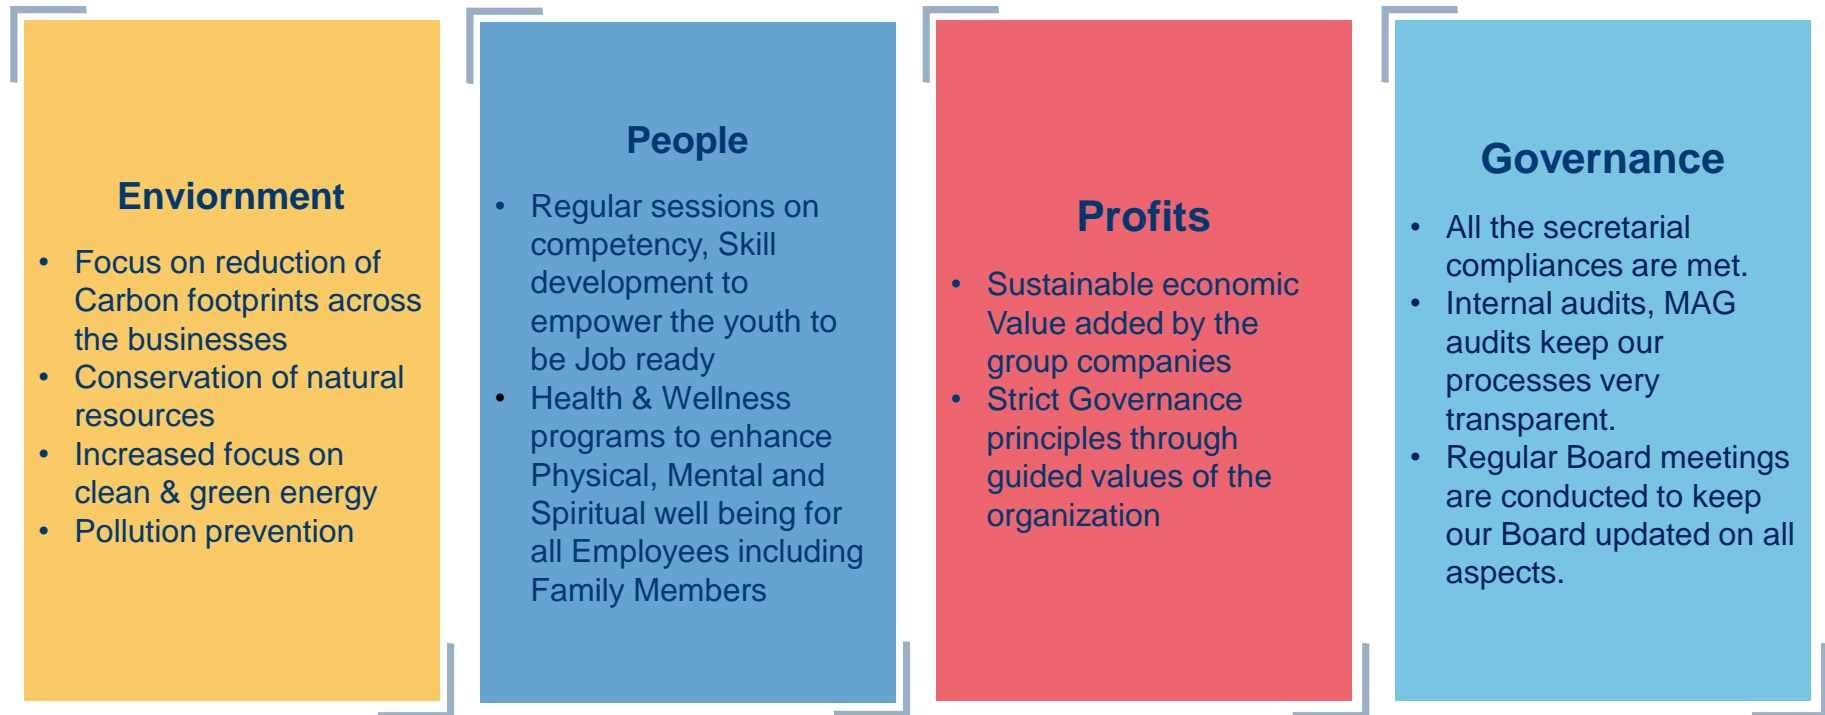 Enviornment
• Focus on reduction of
Carbon footprints across
the businesses
• Conservation of natural
resources
• Increased focus on
clean & green energy
• Pollution prevention
People
• Regular sessions on
competency, Skill
development to
empower the youth to
be Job ready
• Health & Wellness
programs to enhance
Physical, Mental and
Spiritual well being for
all Employees including
Family Members
Profits
• Sustainable economic
Value added by the
group companies
• Strict Governance
principles through
guided values of the
organization
Governance
• All the secretarial
compliances are met.
• Internal audits, MAG
audits keep our
processes very
transparent.
• Regular Board meetings
are conducted to keep
our Board updated on all
aspects.